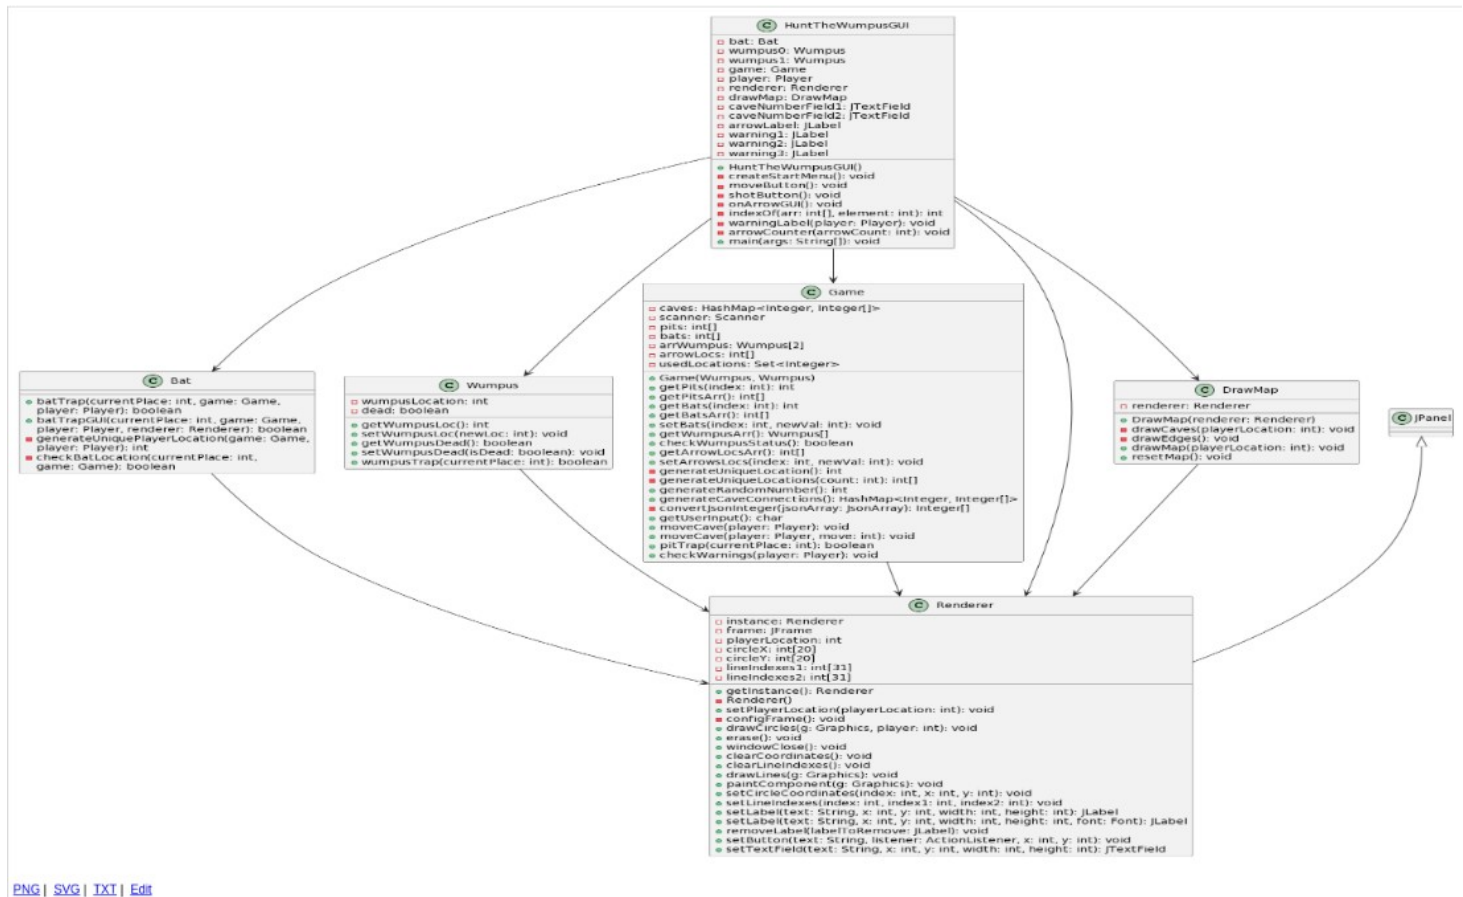 HuntTheWumpusGUI
bat: Bat
wumpus0: Wumpus
wumpus1: Wumpus
game: Game
player: Player
renderer: Renderer
drawMap: DrawMap
caveNumberField1: JTextField
caveNumberField2: JTextField
arrowLabel: JLabel
warning1: JLabel
warning2: JLabel
warning3: JLabel
HuntTheWumpusGUI()
createStartMenu(): void
moveButton(): void
shotButton(): void
onArrowGUI(): void
indexOf(arr: int[], element: int): int
warningLabel(player: Player): void
arrowCounter(arrowCount: int): void
main(args: String[]): void
Game
caves: HashMap<Integer, Integer[]>
scanner: Scanner
pits: int[]
bats: int[]
arrWumpus: Wumpus[2]
arrowLocs: int[]
usedLocations: Set<Integer>
Game(Wumpus, Wumpus)
getPits(index: int): int
getPitsArr(): int[]
getBats(index: int): int
getBatsArr(): int[]
setBats(index: int, newVal: int): void
getWumpusArr(): Wumpus[]
checkWumpusStatus(): boolean
getArrowLocsArr(): int[]
setArrowsLocs(index: int, newVal: int): void
generateUniqueLocation(): int
generateUniqueLocations(count: int): int[]
generateRandomNumber(): int
generateCaveConnections(): HashMap<Integer, Integer[]>
convertJsonInteger(jsonArray: JsonArray): Integer[]
getUserInput(): char
moveCave(player: Player): void
moveCave(player: Player, move: int): void
pitTrap(currentPlace: int): boolean
checkWarnings(player: Player): void
Bat
batTrap(currentPlace: int, game: Game,
player: Player): boolean
batTrapGUI(currentPlace: int, game: Game,
player: Player, renderer: Renderer): boolean
generateUniquePlayerLocation(game: Game,
player: Player): int
checkBatLocation(currentPlace: int,
game: Game): boolean
Wumpus
wumpusLocation: int
dead: boolean
getWumpusLoc(): int
setWumpusLoc(newLoc: int): void
getWumpusDead(): boolean
setWumpusDead(isDead: boolean): void
wumpusTrap(currentPlace: int): boolean
DrawMap
renderer: Renderer
DrawMap(renderer: Renderer)
drawCaves(playerLocation: int): void
drawEdges(): void
drawMap(playerLocation: int): void
resetMap(): void
JPanel
Renderer
instance: Renderer
frame: JFrame
playerLocation: int
circleX: int[20]
circleY: int[20]
lineIndexes1: int[31]
lineIndexes2: int[31]
getInstance(): Renderer
Renderer()
setPlayerLocation(playerLocation: int): void
configFrame(): void
drawCircles(g: Graphics, player: int): void
erase(): void
windowClose(): void
clearCoordinates(): void
clearLineIndexes(): void
drawLines(g: Graphics): void
paintComponent(g: Graphics): void
setCircleCoordinates(index: int, x: int, y: int): void
setLineIndexes(index: int, index1: int, index2: int): void
setLabel(text: String, x: int, y: int, width: int, height: int): JLabel
setLabel(text: String, x: int, y: int, width: int, height: int, font: Font): JLabel
removeLabel(labelToRemove: JLabel): void
setButton(text: String, listener: ActionListener, x: int, y: int): void
setTextField(text: String, x: int, y: int, width: int, height: int): JTextField
PNG | SVG | TXT | Edit